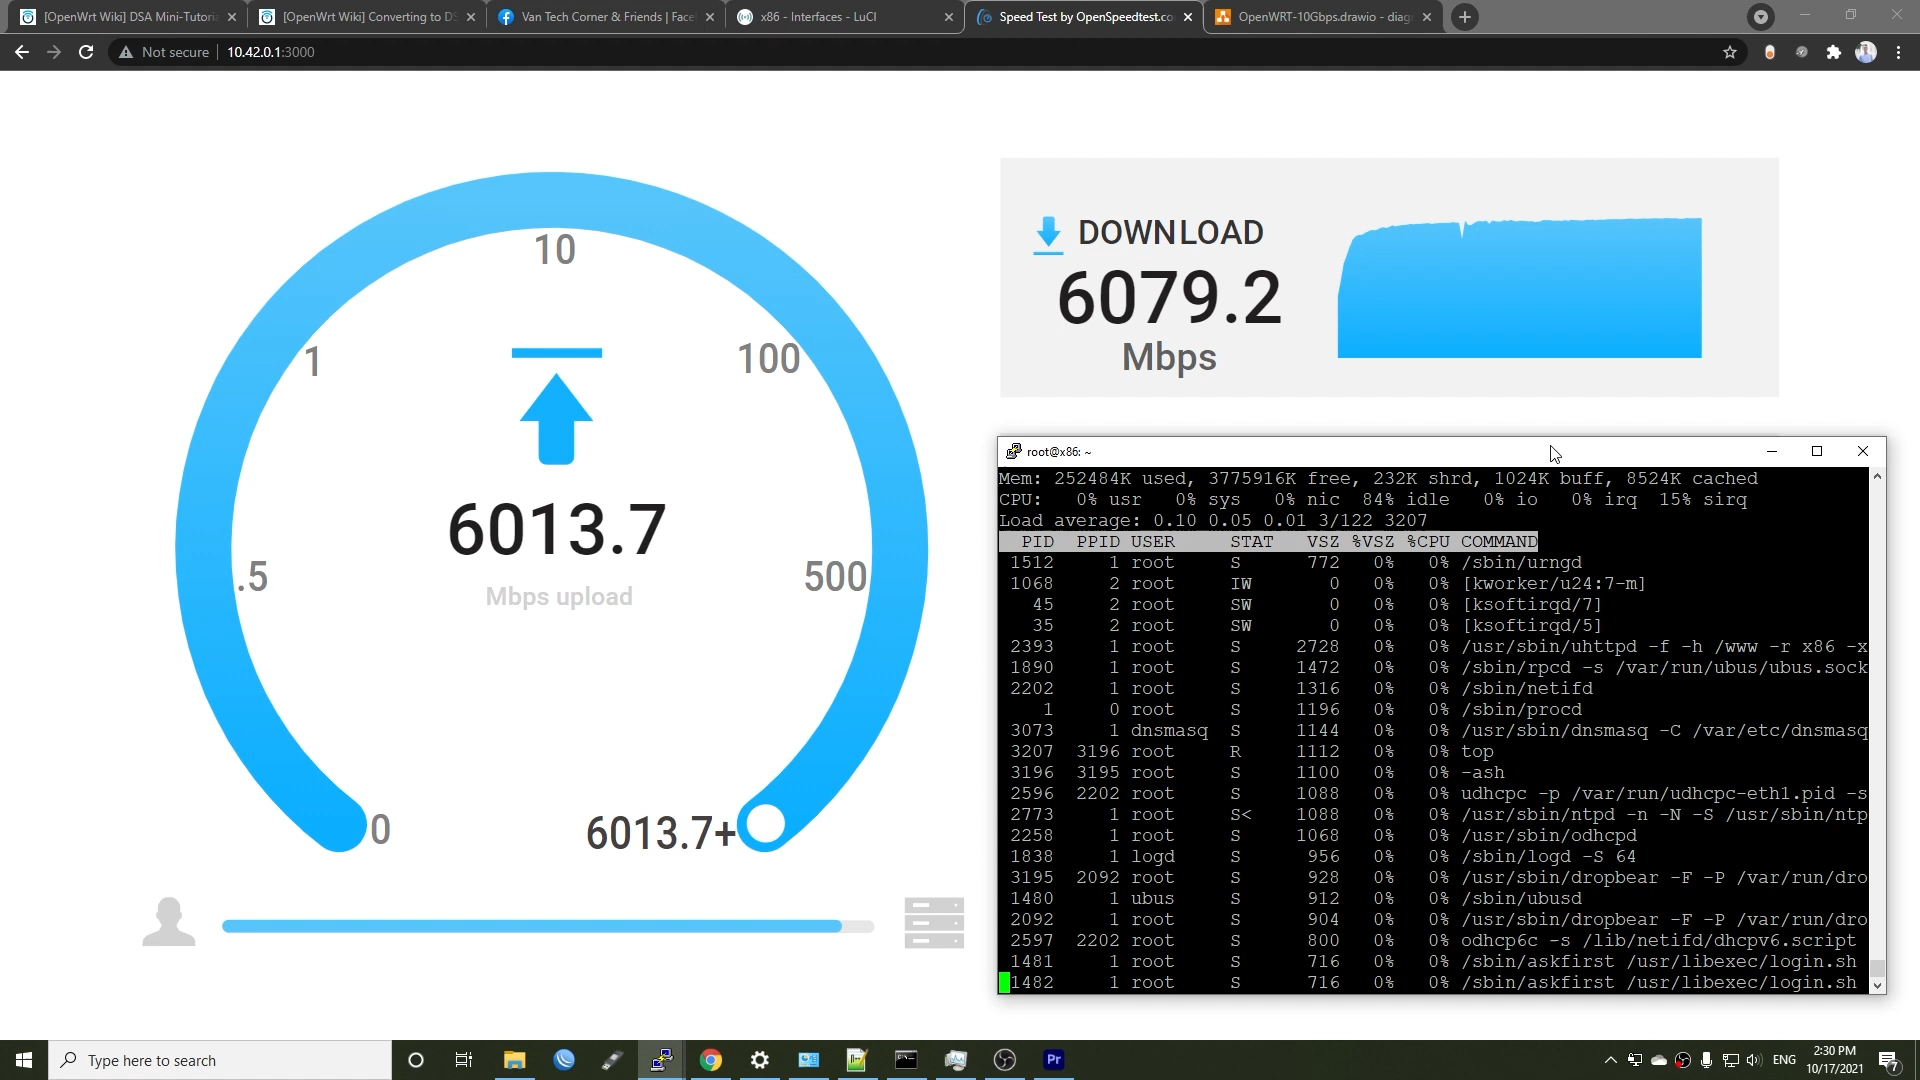 [OpenWrt Wiki] DSA Mini-Tutoria
[OpenWrt Wiki] Converting to DS
Van Tech Corner & Friends | Face
x86 - Interfaces - LuCI
Speed Test by OpenSpeedtest.co
OpenWRT-10Gbps.drawio - diag
Not secure
10.42.0.1:3000
10
1
100
.5
500
0
6013.7
Mbps upload
6013.7+
DOWNLOAD
6079.2
Mbps
root@x86: ~
Mem: 252484K used, 3775916K free, 232K shrd, 1024K buff, 8524K cached
CPU:   0% usr   0% sys   0% nic  84% idle   0% io   0% irq  15% sirq
Load average: 0.10 0.05 0.01 3/122 3207
  PID  PPID USER     STAT   VSZ %VSZ %CPU COMMAND
 1512     1 root     S      772   0%   0% /sbin/urngd
 1068     2 root     IW       0   0%   0% [kworker/u24:7-m]
   45     2 root     SW       0   0%   0% [ksoftirqd/7]
   35     2 root     SW       0   0%   0% [ksoftirqd/5]
 2393     1 root     S     2728   0%   0% /usr/sbin/uhttpd -f -h /www -r x86 -x
 1890     1 root     S     1472   0%   0% /sbin/rpcd -s /var/run/ubus/ubus.sock
 2202     1 root     S     1316   0%   0% /sbin/netifd
    1     0 root     S     1196   0%   0% /sbin/procd
 3073     1 dnsmasq  S     1144   0%   0% /usr/sbin/dnsmasq -C /var/etc/dnsmasq
 3207  3196 root     R     1112   0%   0% top
 3196  3195 root     S     1100   0%   0% -ash
 2596  2202 root     S     1088   0%   0% udhcpc -p /var/run/udhcpc-eth1.pid -s
 2773     1 root     S<    1088   0%   0% /usr/sbin/ntpd -n -N -S /usr/sbin/ntp
 2258     1 root     S     1068   0%   0% /usr/sbin/odhcpd
 1838     1 logd     S      956   0%   0% /sbin/logd -S 64
 3195  2092 root     S      928   0%   0% /usr/sbin/dropbear -F -P /var/run/dro
 1480     1 ubus     S      912   0%   0% /sbin/ubusd
 2092     1 root     S      904   0%   0% /usr/sbin/dropbear -F -P /var/run/dro
 2597  2202 root     S      800   0%   0% odhcp6c -s /lib/netifd/dhcpv6.script
 1481     1 root     S      716   0%   0% /sbin/askfirst /usr/libexec/login.sh
 1482     1 root     S      716   0%   0% /sbin/askfirst /usr/libexec/login.sh
Type here to search
Pr
ENG
2:30 PM
10/17/2021
7